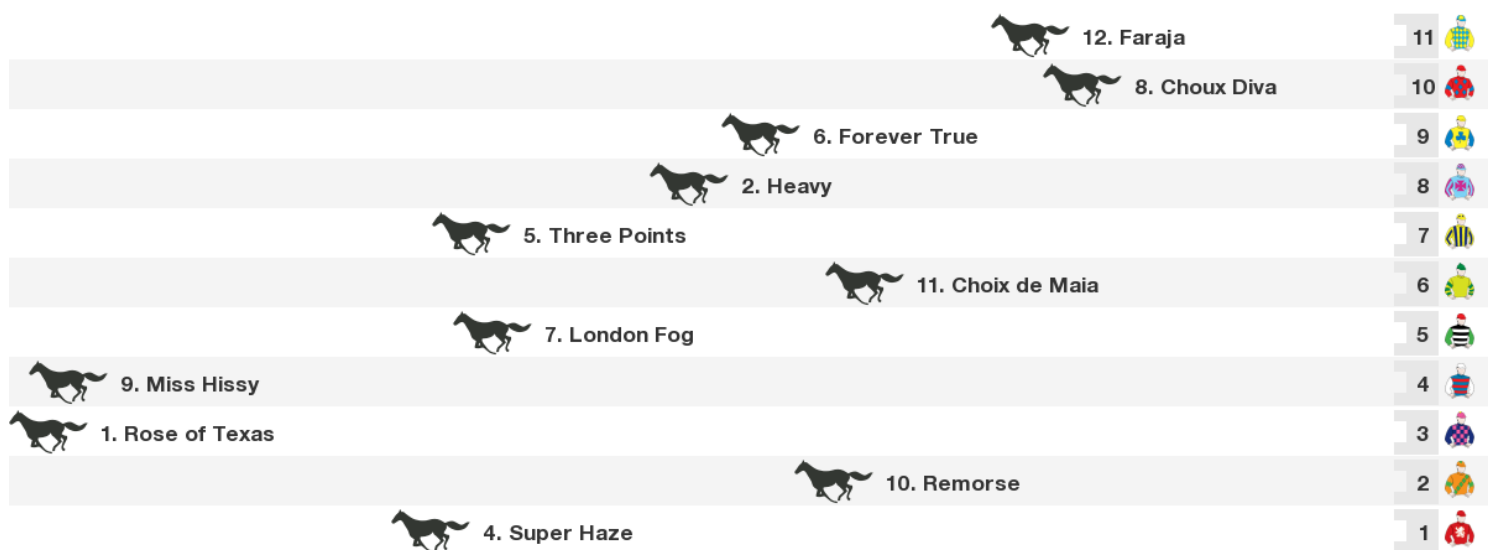 12. Faraja 11
8. Choux Diva 10
6. Forever True 9
2. Heavy 8
5. Three Points 7
11. Choix de Maia 6
7. London Fog 5
9. Miss Hissy 4
1. Rose of Texas 3
10. Remorse 2
4. Super Haze 1